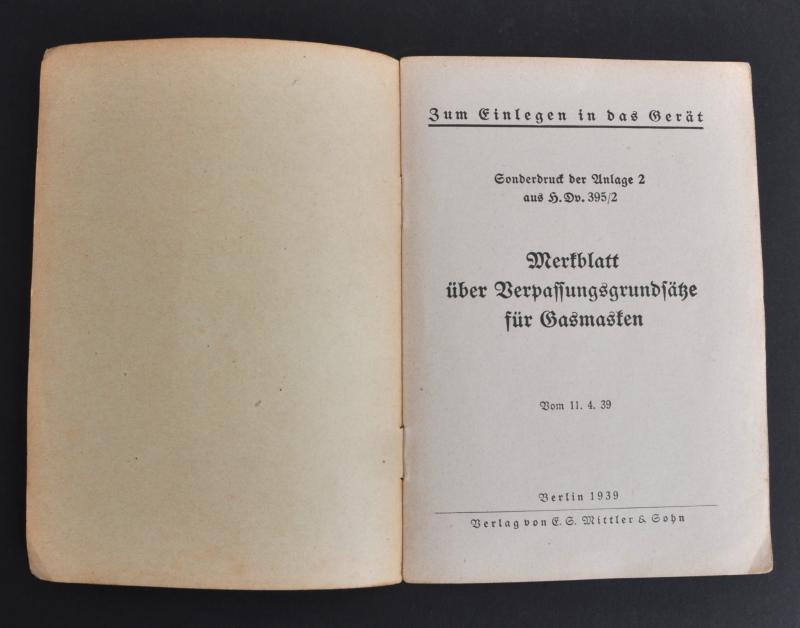 Zum Einlegen in das Gerät
Sonderdruck der Anlage 2
aus H. Dv. 395/2
Merkblatt
über Verpassungsgrundsätze
für Gasmasken
Vom 11. 4. 39
Berlin 1939
Verlag von E. S. Mittler & Sohn